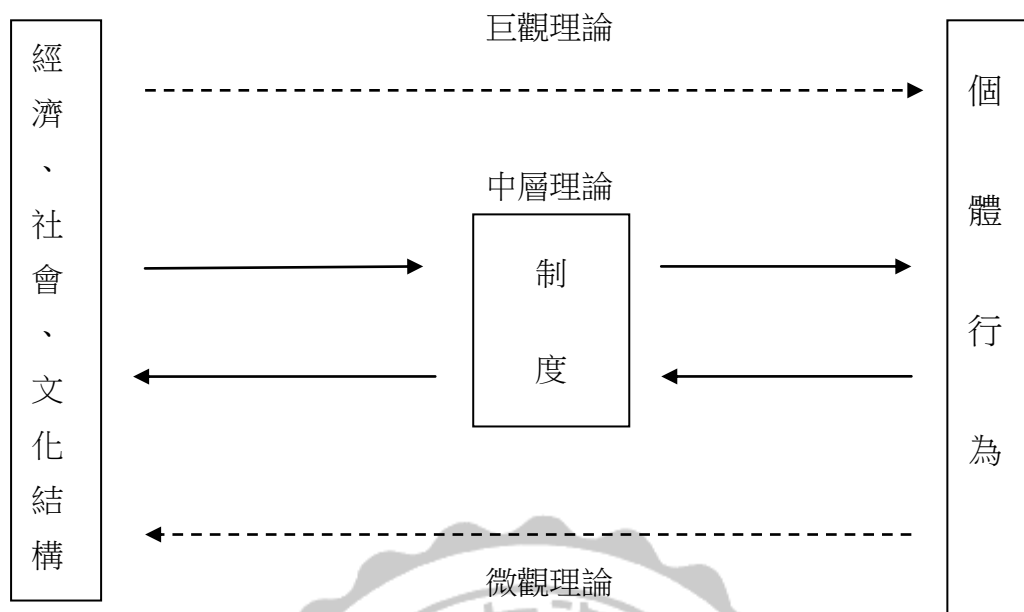 巨觀理論
經濟、社會、文化結構
個體行為
中層理論
制度
微觀理論